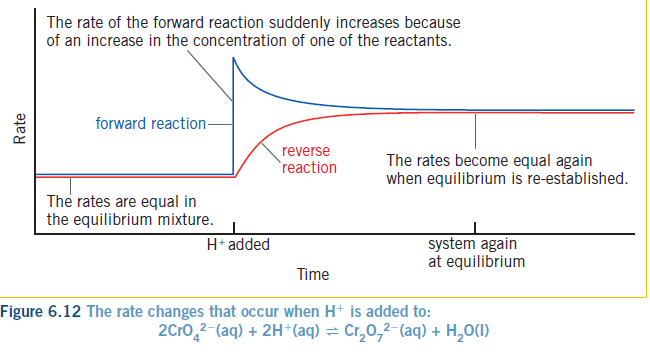 The rate of the forward reaction suddenly increases because
of an increase in the concentration of one of the reactants.
Rate
forward reaction
reverse
reaction
The rates become equal again
when equilibrium is re-established.
The rates are equal in
the equilibrium mixture.
H⁺ added
system again
at equilibrium
Time
Figure 6.12 The rate changes that occur when H⁺ is added to:
2CrO₄²⁻(aq) + 2H⁺(aq) ⇌ Cr₂O₇²⁻(aq) + H₂O(l)